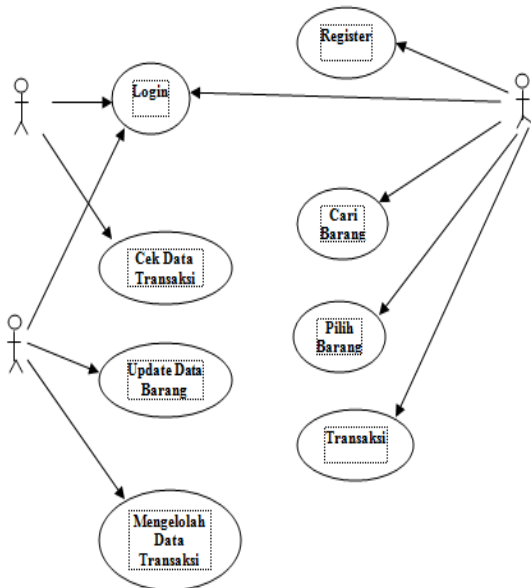 Register
Login
Cari
Barang
Cek Data
Transaksi
Pilih
Barang
Update Data
Barang
Transaksi
Mengelolah
Data
Transaksi